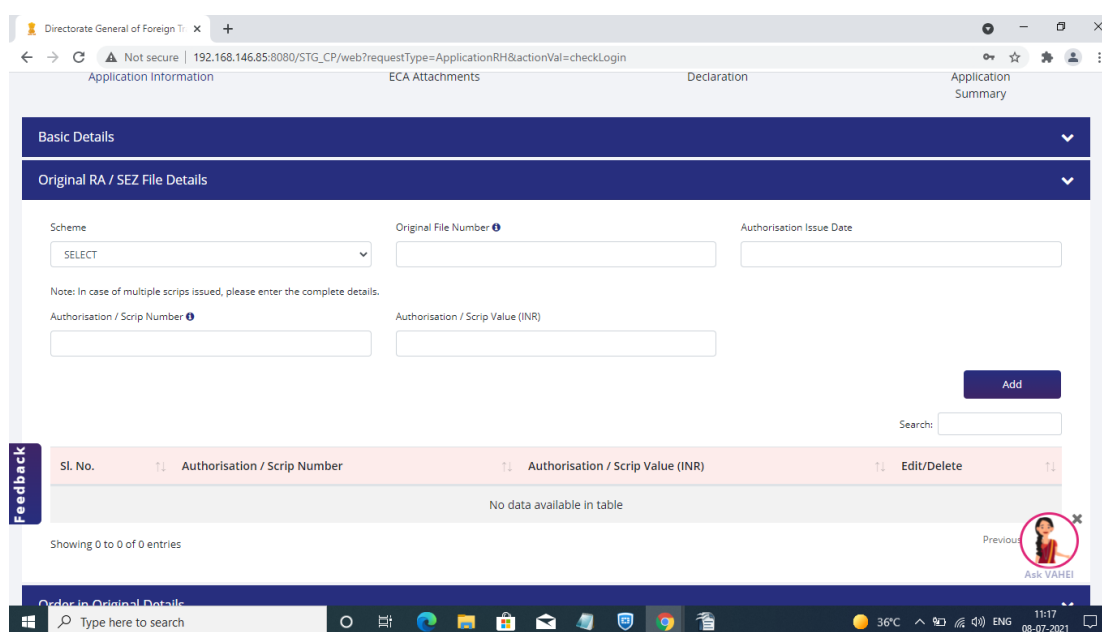 Directorate General of Foreign Tr
Not secure | 192.168.146.85:8080/STG_CP/web?requestType=ApplicationRH&actionVal=checkLogin
Application Information ECA Attachments Declaration Application
Summary
Basic Details
Original RA / SEZ File Details
Scheme Original File Number Authorisation Issue Date
SELECT
Note: In case of multiple scrips issued, please enter the complete details.
Authorisation / Scrip Number Authorisation / Scrip Value (INR)
Add
Search:
Feedback
Sl. No. Authorisation / Scrip Number Authorisation / Scrip Value (INR) Edit/Delete
No data available in table
Showing 0 to 0 of 0 entries Previous
Ask VAHEI
Order in Original Details
Type here to search 36°C ENG 11:17
08-07-2021